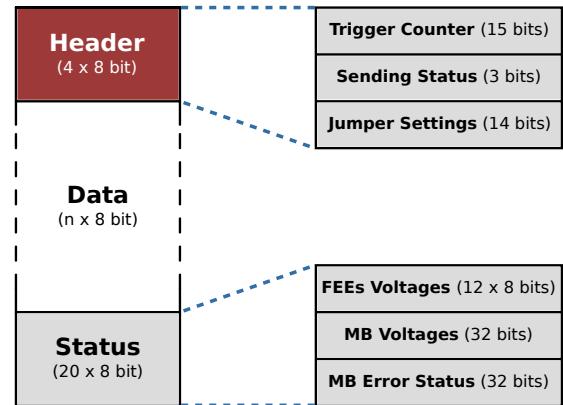 Header
(4 x 8 bit)
Data
(n x 8 bit)
Status
(20 x 8 bit)
Trigger Counter (15 bits)
Sending Status (3 bits)
Jumper Settings (14 bits)
FEEs Voltages (12 x 8 bits)
MB Voltages (32 bits)
MB Error Status (32 bits)